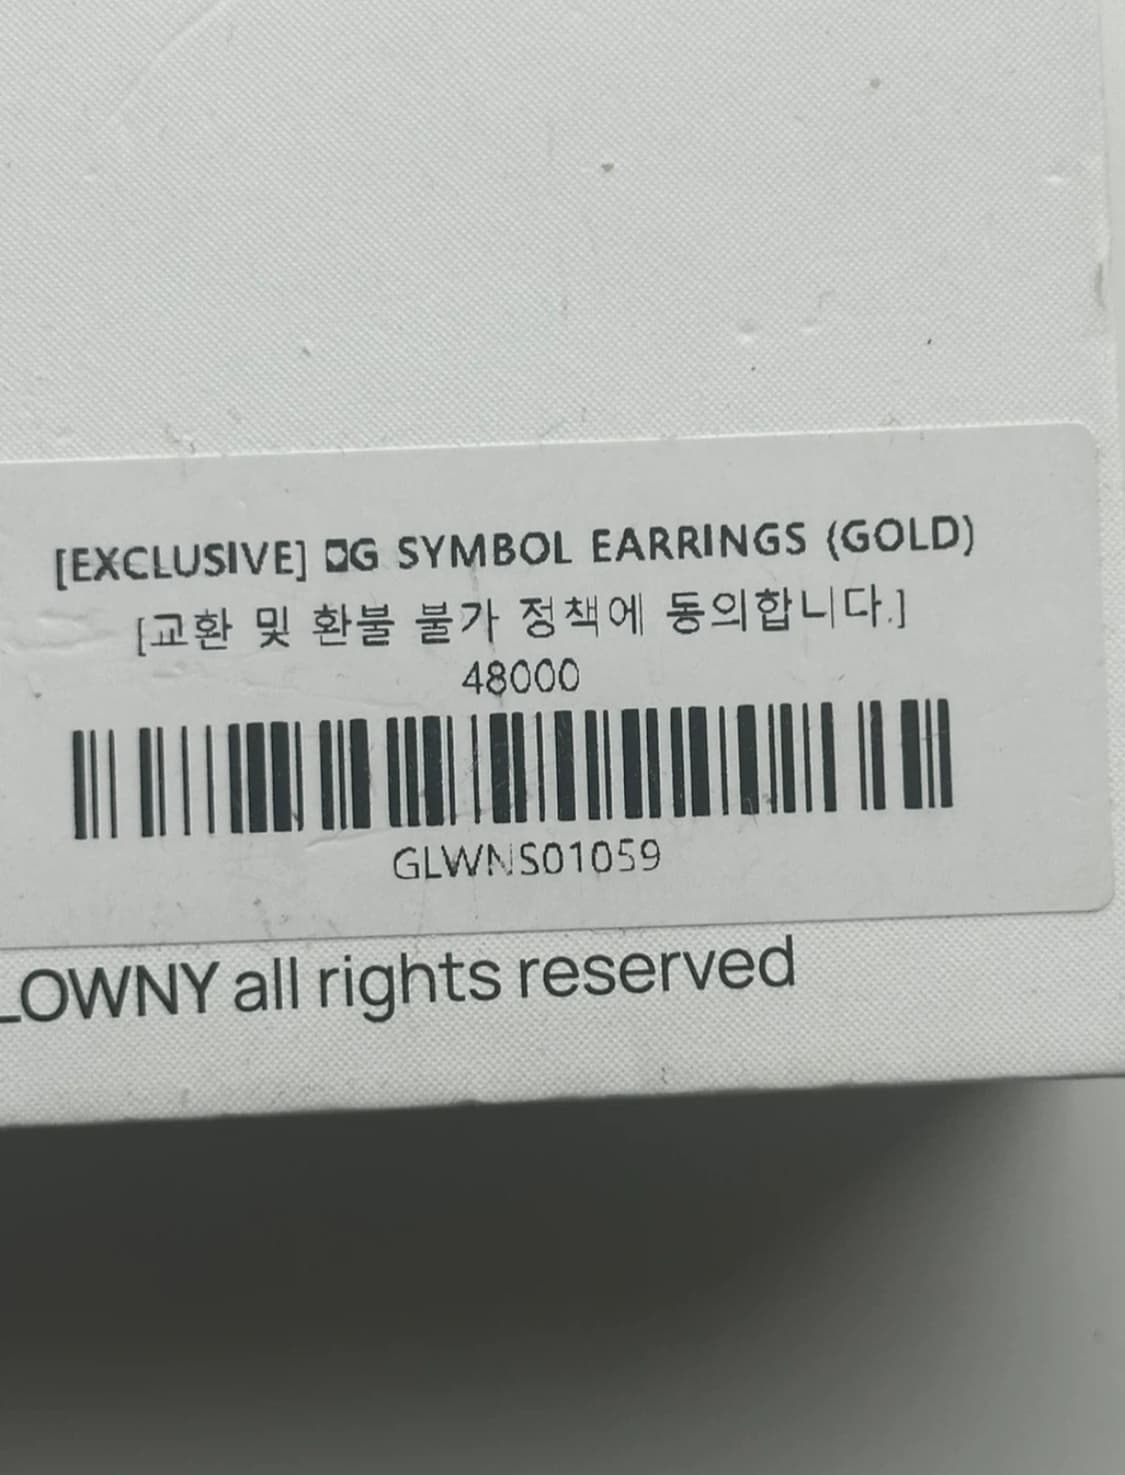 [EXCLUSIVE] G SYMBOL EARRINGS (GOLD)
[교환 및 환불 불가 정책에 동의합니다.]
48000
GLWNS01059
LOWNY all rights reserved